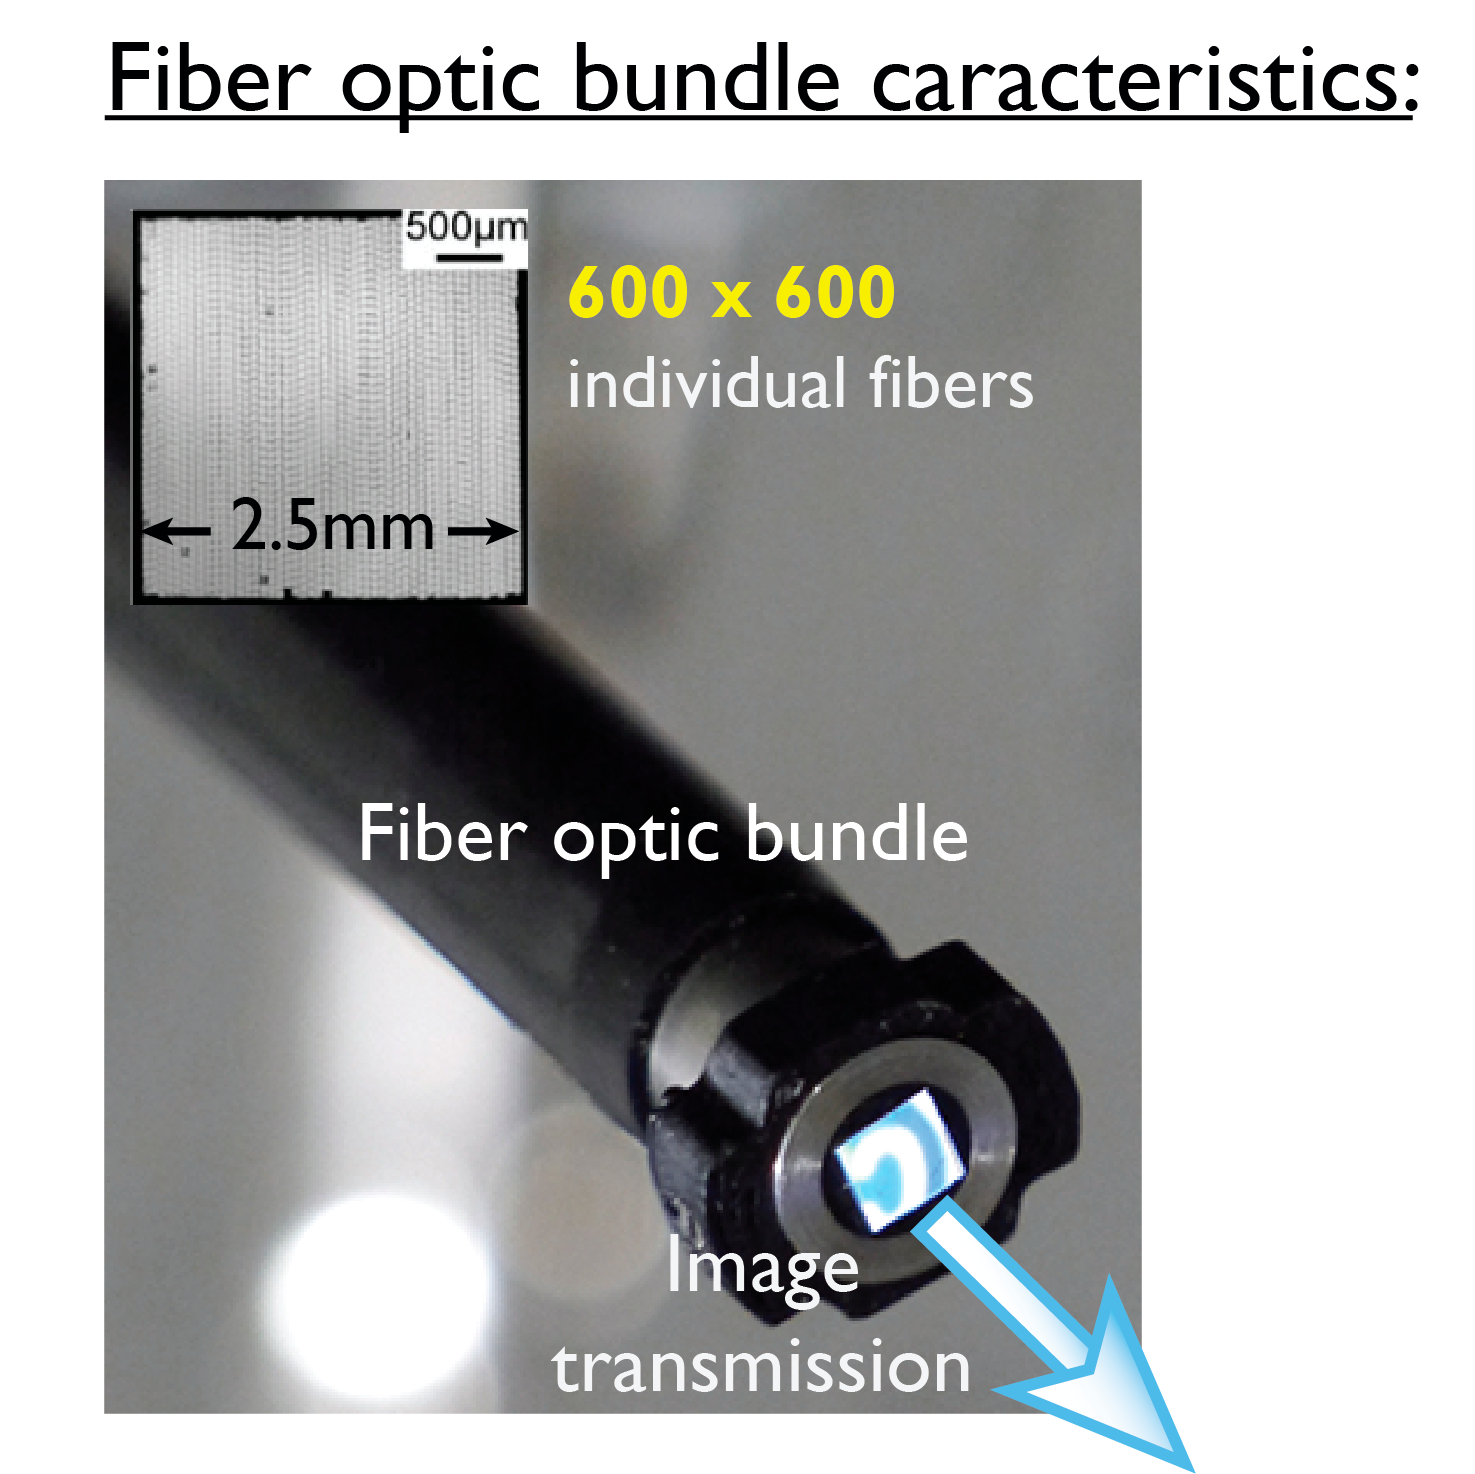 Fiber optic bundle caracteristics:
500µm
600 x 600
individual fibers
2.5mm
Fiber optic bundle
Image
transmission